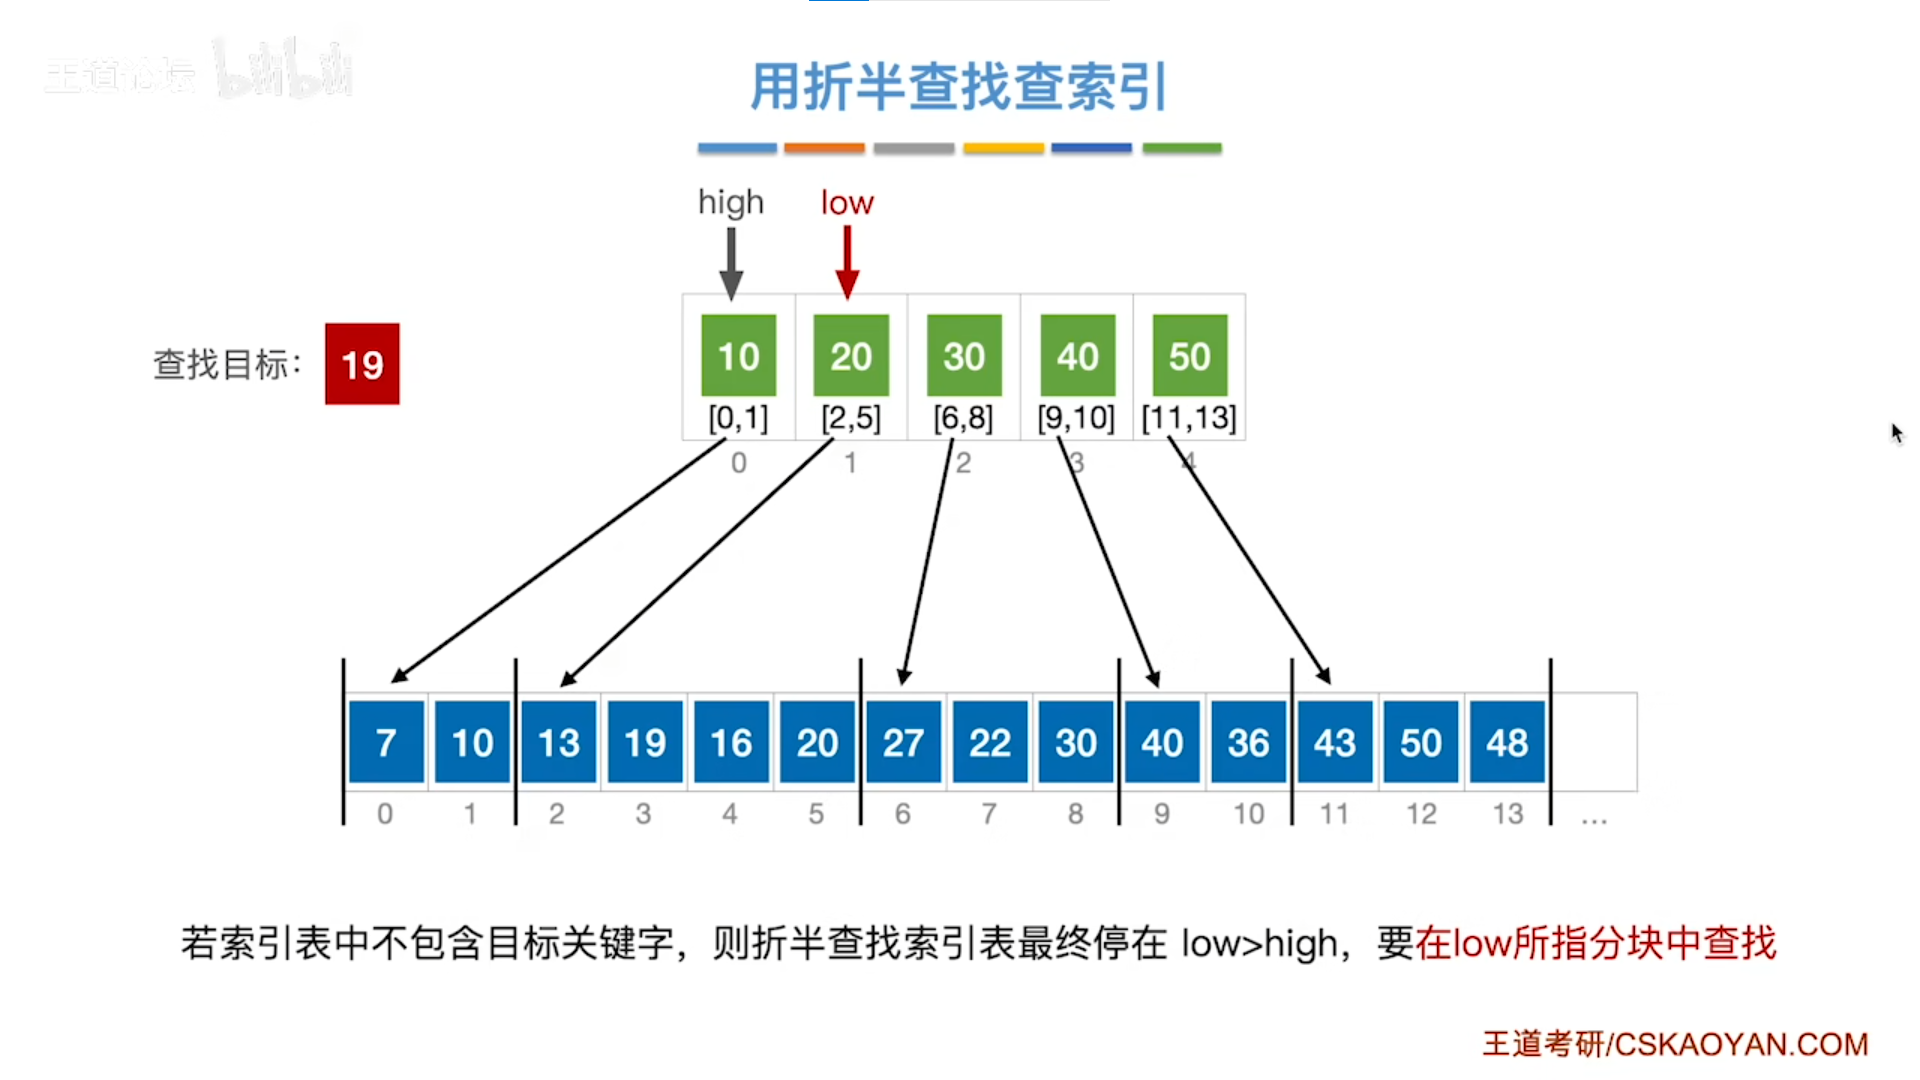 王道论坛 bilibili
用折半查找查索引
high low
查找目标： 19
10 20 30 40 50
[0,1] [2,5] [6,8] [9,10] [11,13]
0 1 2 3 4
7 10 13 19 16 20 27 22 30 40 36 43 50 48
0 1 2 3 4 5 6 7 8 9 10 11 12 13 ...
若索引表中不包含目标关键字，则折半查找索引表最终停在 low>high，要在low所指分块中查找
王道考研/CSKAOYAN.COM